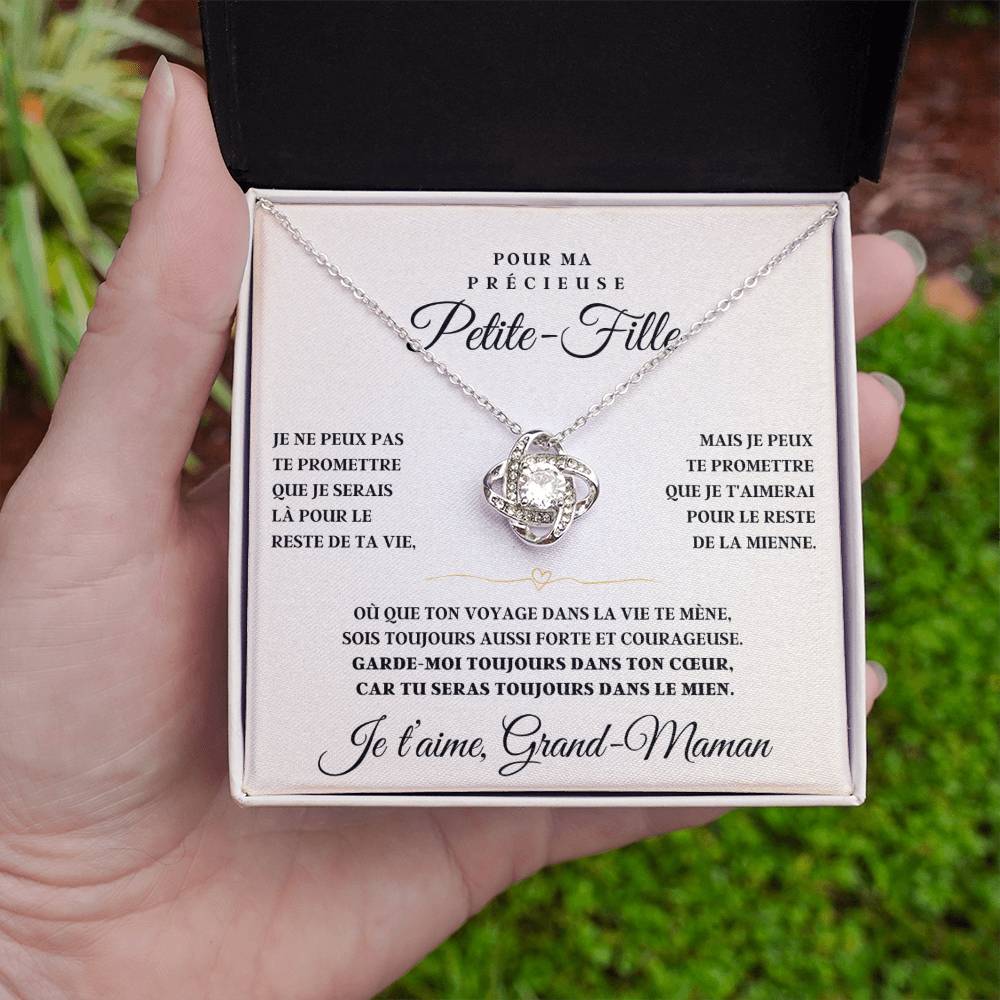 POUR MA
PRÉCIEUSE
Petite-Fille
JE NE PEUX PAS
TE PROMETTRE
QUE JE SERAIS
LÀ POUR LE
RESTE DE TA VIE,
MAIS JE PEUX
TE PROMETTRE
QUE JE T'AIMERAI
POUR LE RESTE
DE LA MIENNE.
OÙ QUE TON VOYAGE DANS LA VIE TE MÈNE,
SOIS TOUJOURS AUSSI FORTE ET COURAGEUSE.
GARDE-MOI TOUJOURS DANS TON CŒUR,
CAR TU SERAS TOUJOURS DANS LE MIEN.
Je t'aime, Grand-Maman